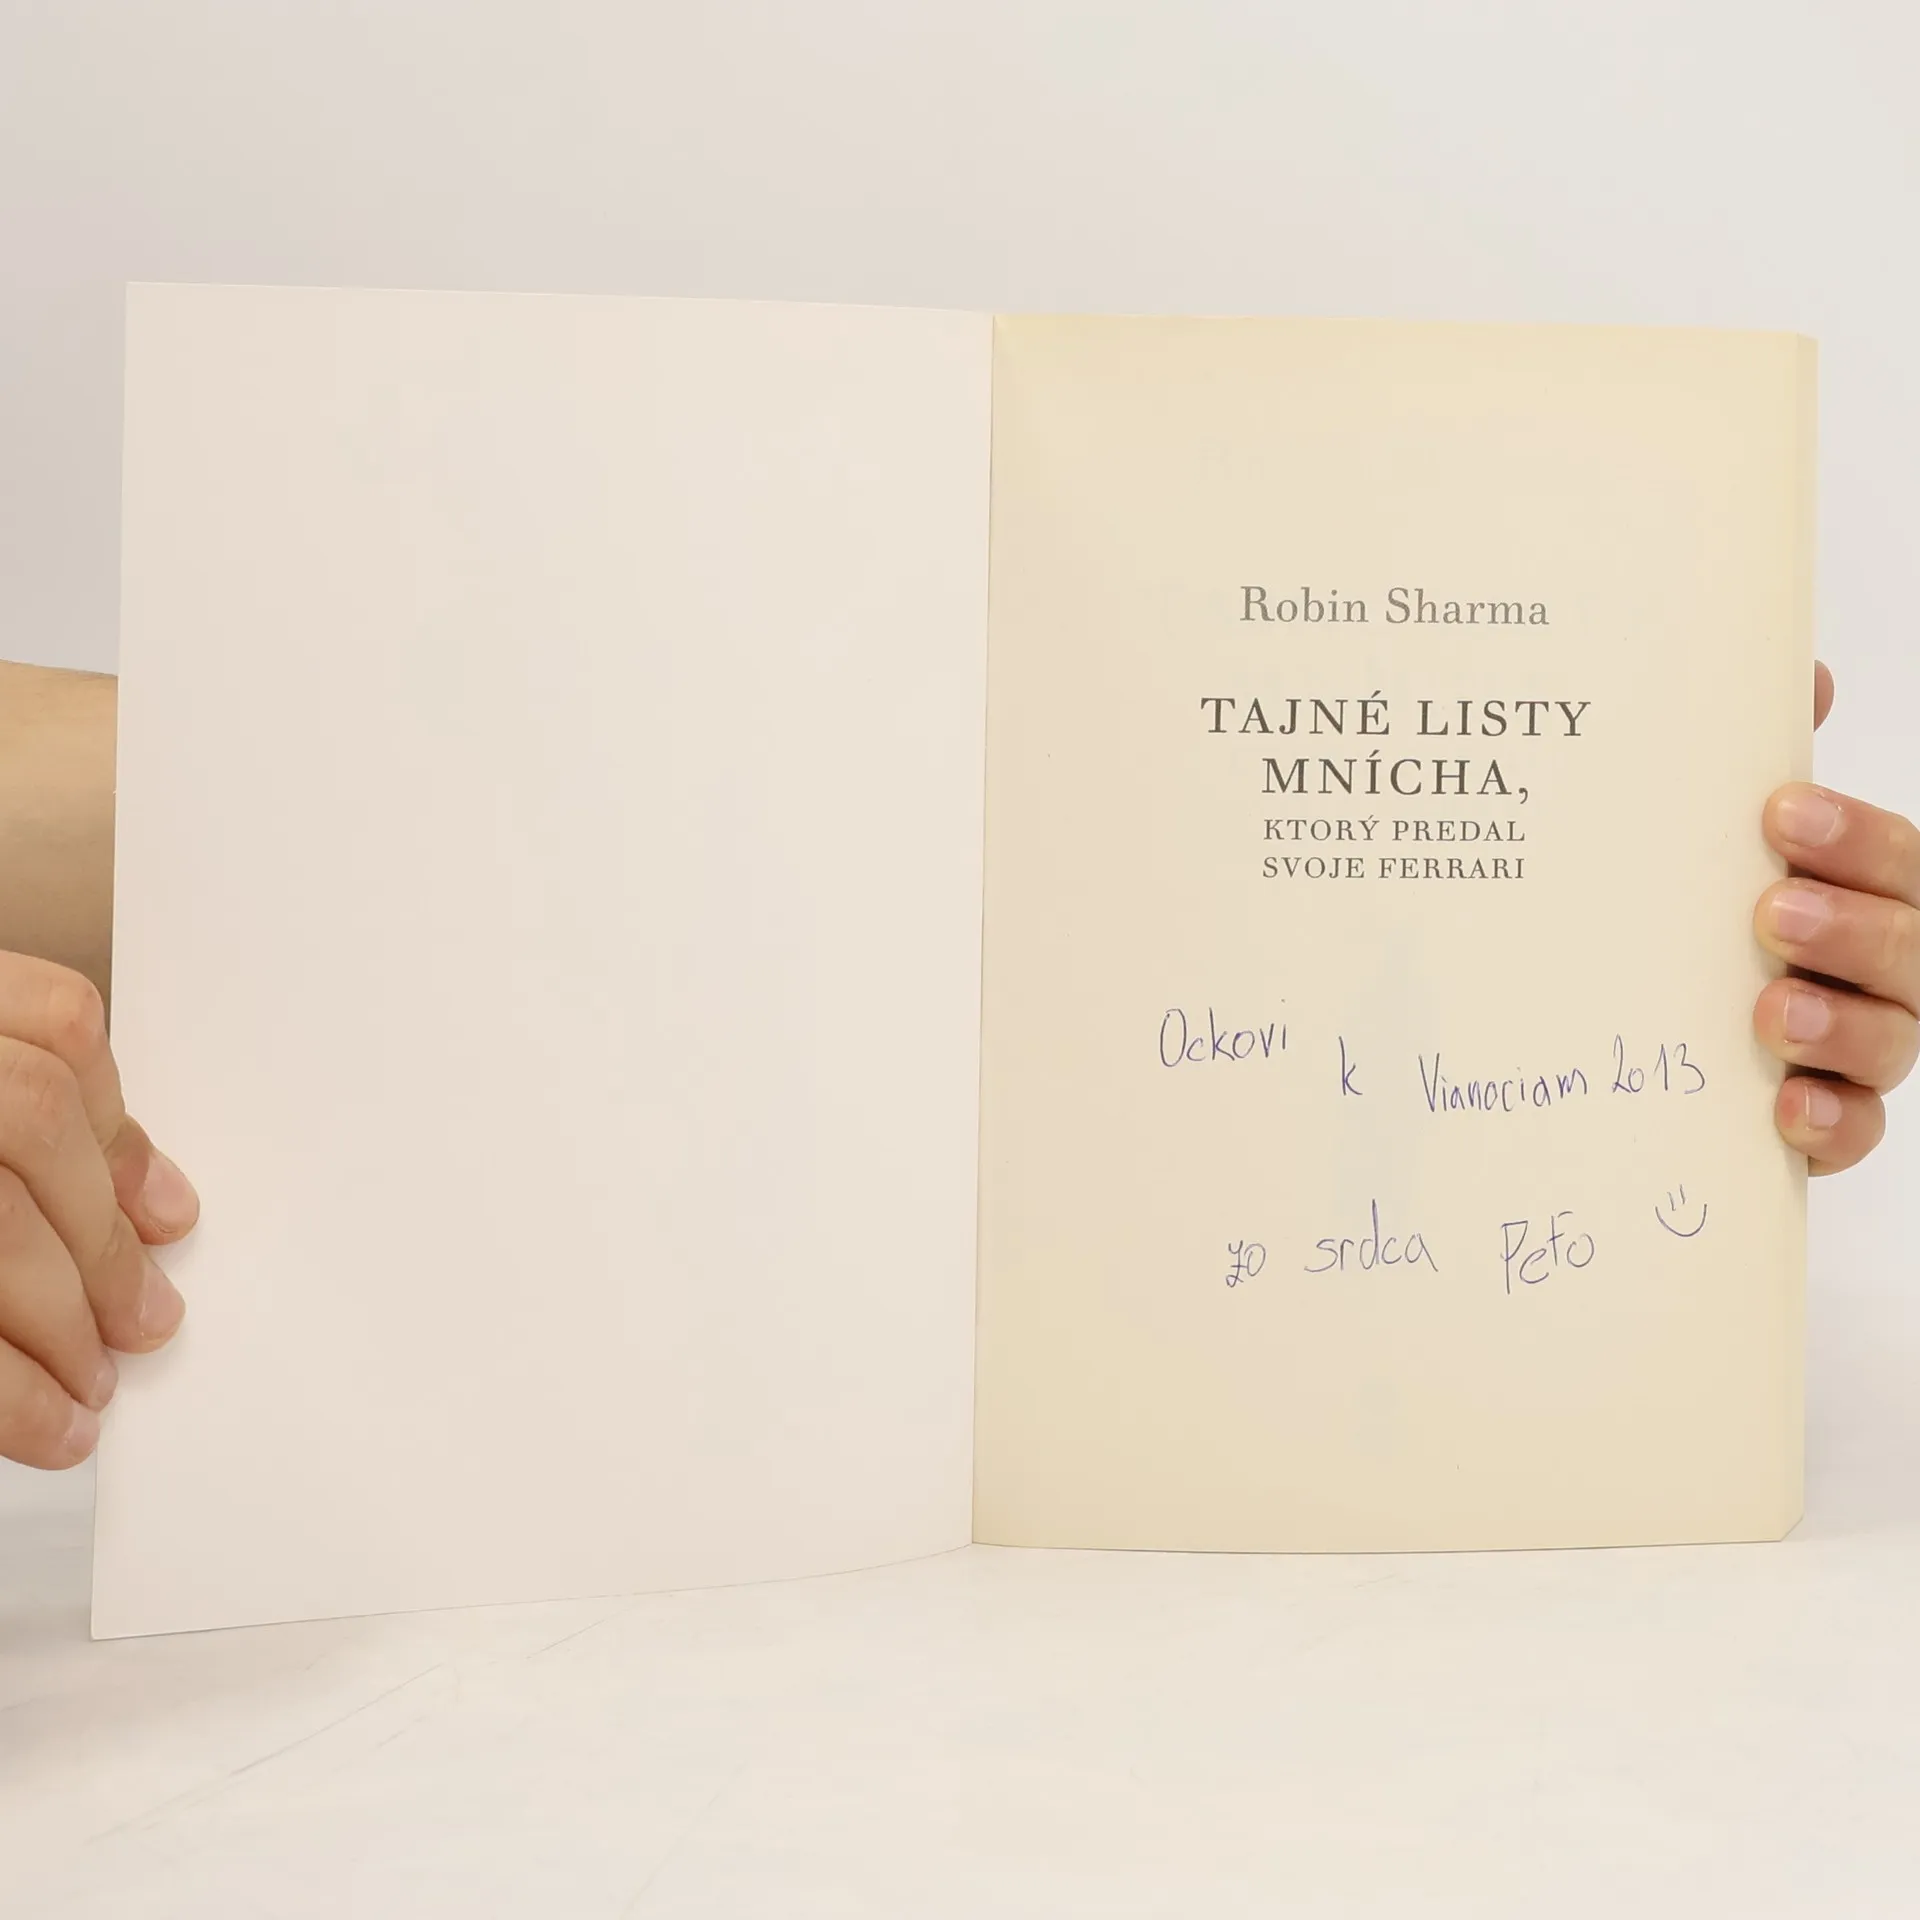 Robin Sharma
TAJNÉ LISTY
MNÍCHA,
KTORÝ PREDAL
SVOJE FERRARI
Ockovi k Vianociam 2013
zo srdca Peťo